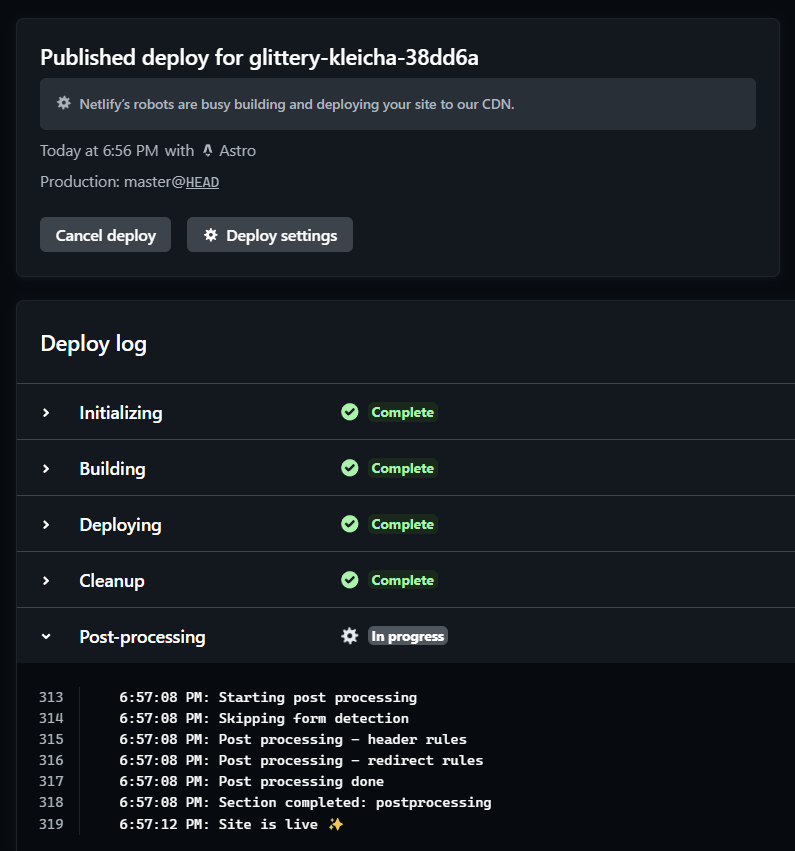 Published deploy for glittery-kleicha-38dd6a
Netlify's robots are busy building and deploying your site to our CDN.
Today at 6:56 PM with Astro
Production: master@HEAD
Cancel deploy Deploy settings
Deploy log
Initializing Complete
Building Complete
Deploying Complete
Cleanup Complete
Post-processing In progress
313 6:57:08 PM: Starting post processing
314 6:57:08 PM: Skipping form detection
315 6:57:08 PM: Post processing - header rules
316 6:57:08 PM: Post processing - redirect rules
317 6:57:08 PM: Post processing done
318 6:57:08 PM: Section completed: postprocessing
319 6:57:12 PM: Site is live ✨